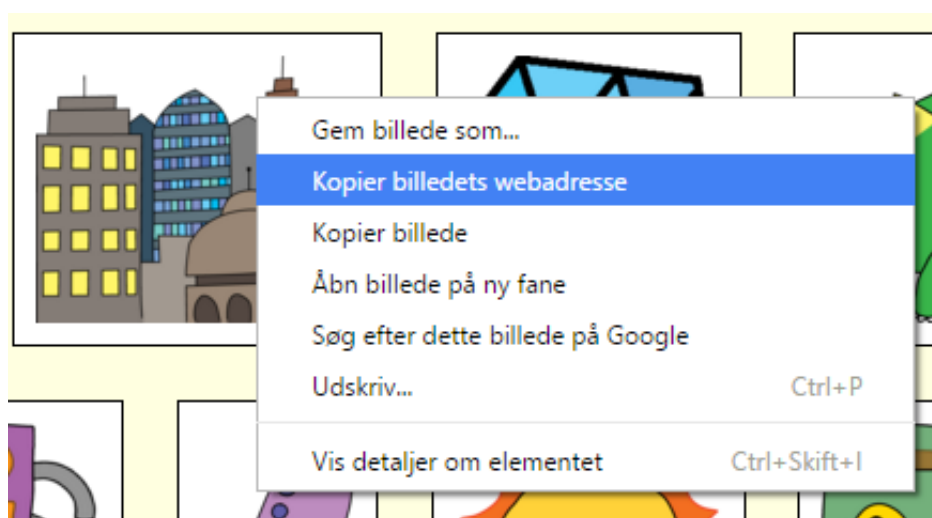 Gem billede som...
Kopier billedets webadresse
Kopier billede
Åbn billede på ny fane
Søg efter dette billede på Google
Udskriv... Ctrl+P
Vis detaljer om elementet Ctrl+Skift+I